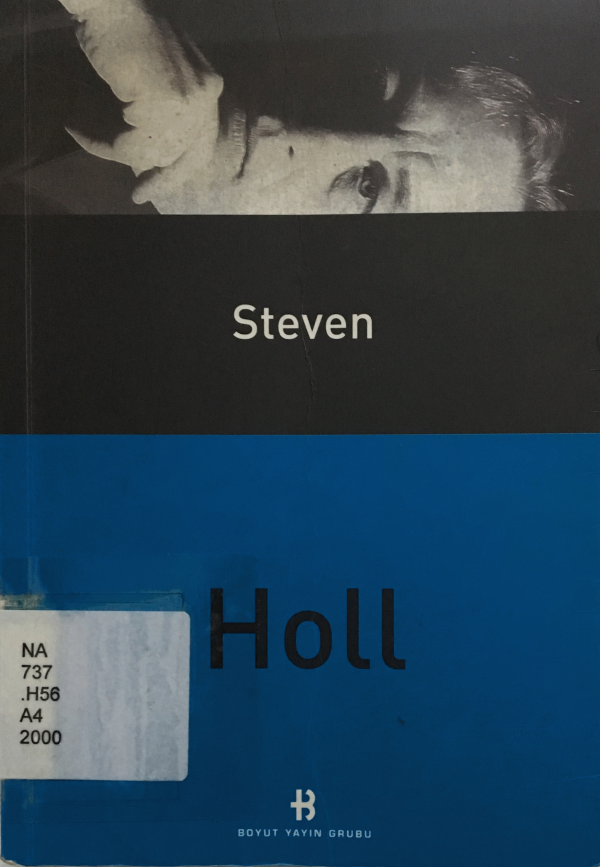 Steven
Holl
NA
737
.H56
A4
2000
B
BOYUT YAYIN GRUBU